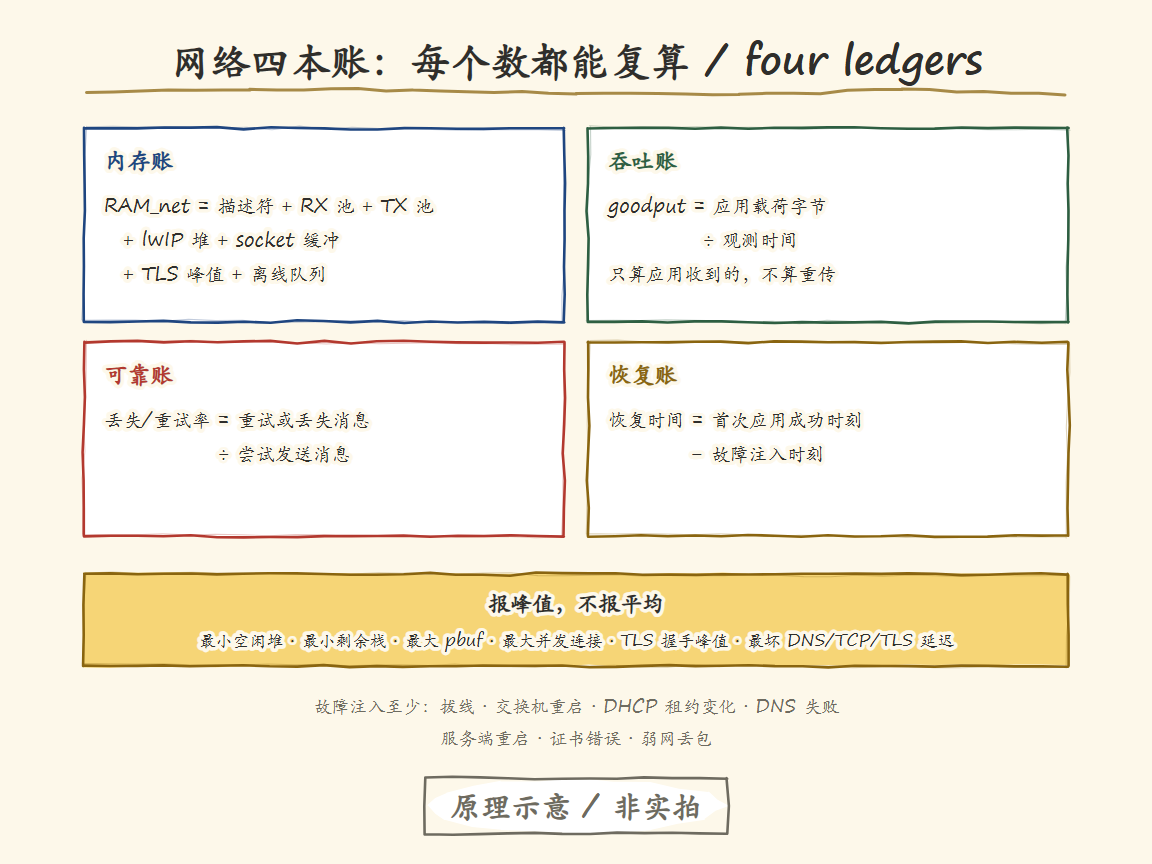 网络四本账：每个数都能复算 / four ledgers
内存账
RAM_net = 描述符 + RX 池 + TX 池
+ lwIP 堆 + socket 缓冲
+ TLS 峰值 + 离线队列
吞吐账
goodput = 应用载荷字节
÷ 观测时间
只算应用收到的，不算重传
可靠账
丢失/重试率 = 重试或丢失消息
÷ 尝试发送消息
恢复账
恢复时间 = 首次应用成功时刻
− 故障注入时刻
报峰值，不报平均
最小空闲堆 · 最小剩余栈 · 最大 pbuf · 最大并发连接 · TLS 握手峰值 · 最坏 DNS/TCP/TLS 延迟
故障注入至少：拔线 · 交换机重启 · DHCP 租约变化 · DNS 失败
服务端重启 · 证书错误 · 弱网丢包
原理示意 / 非实拍